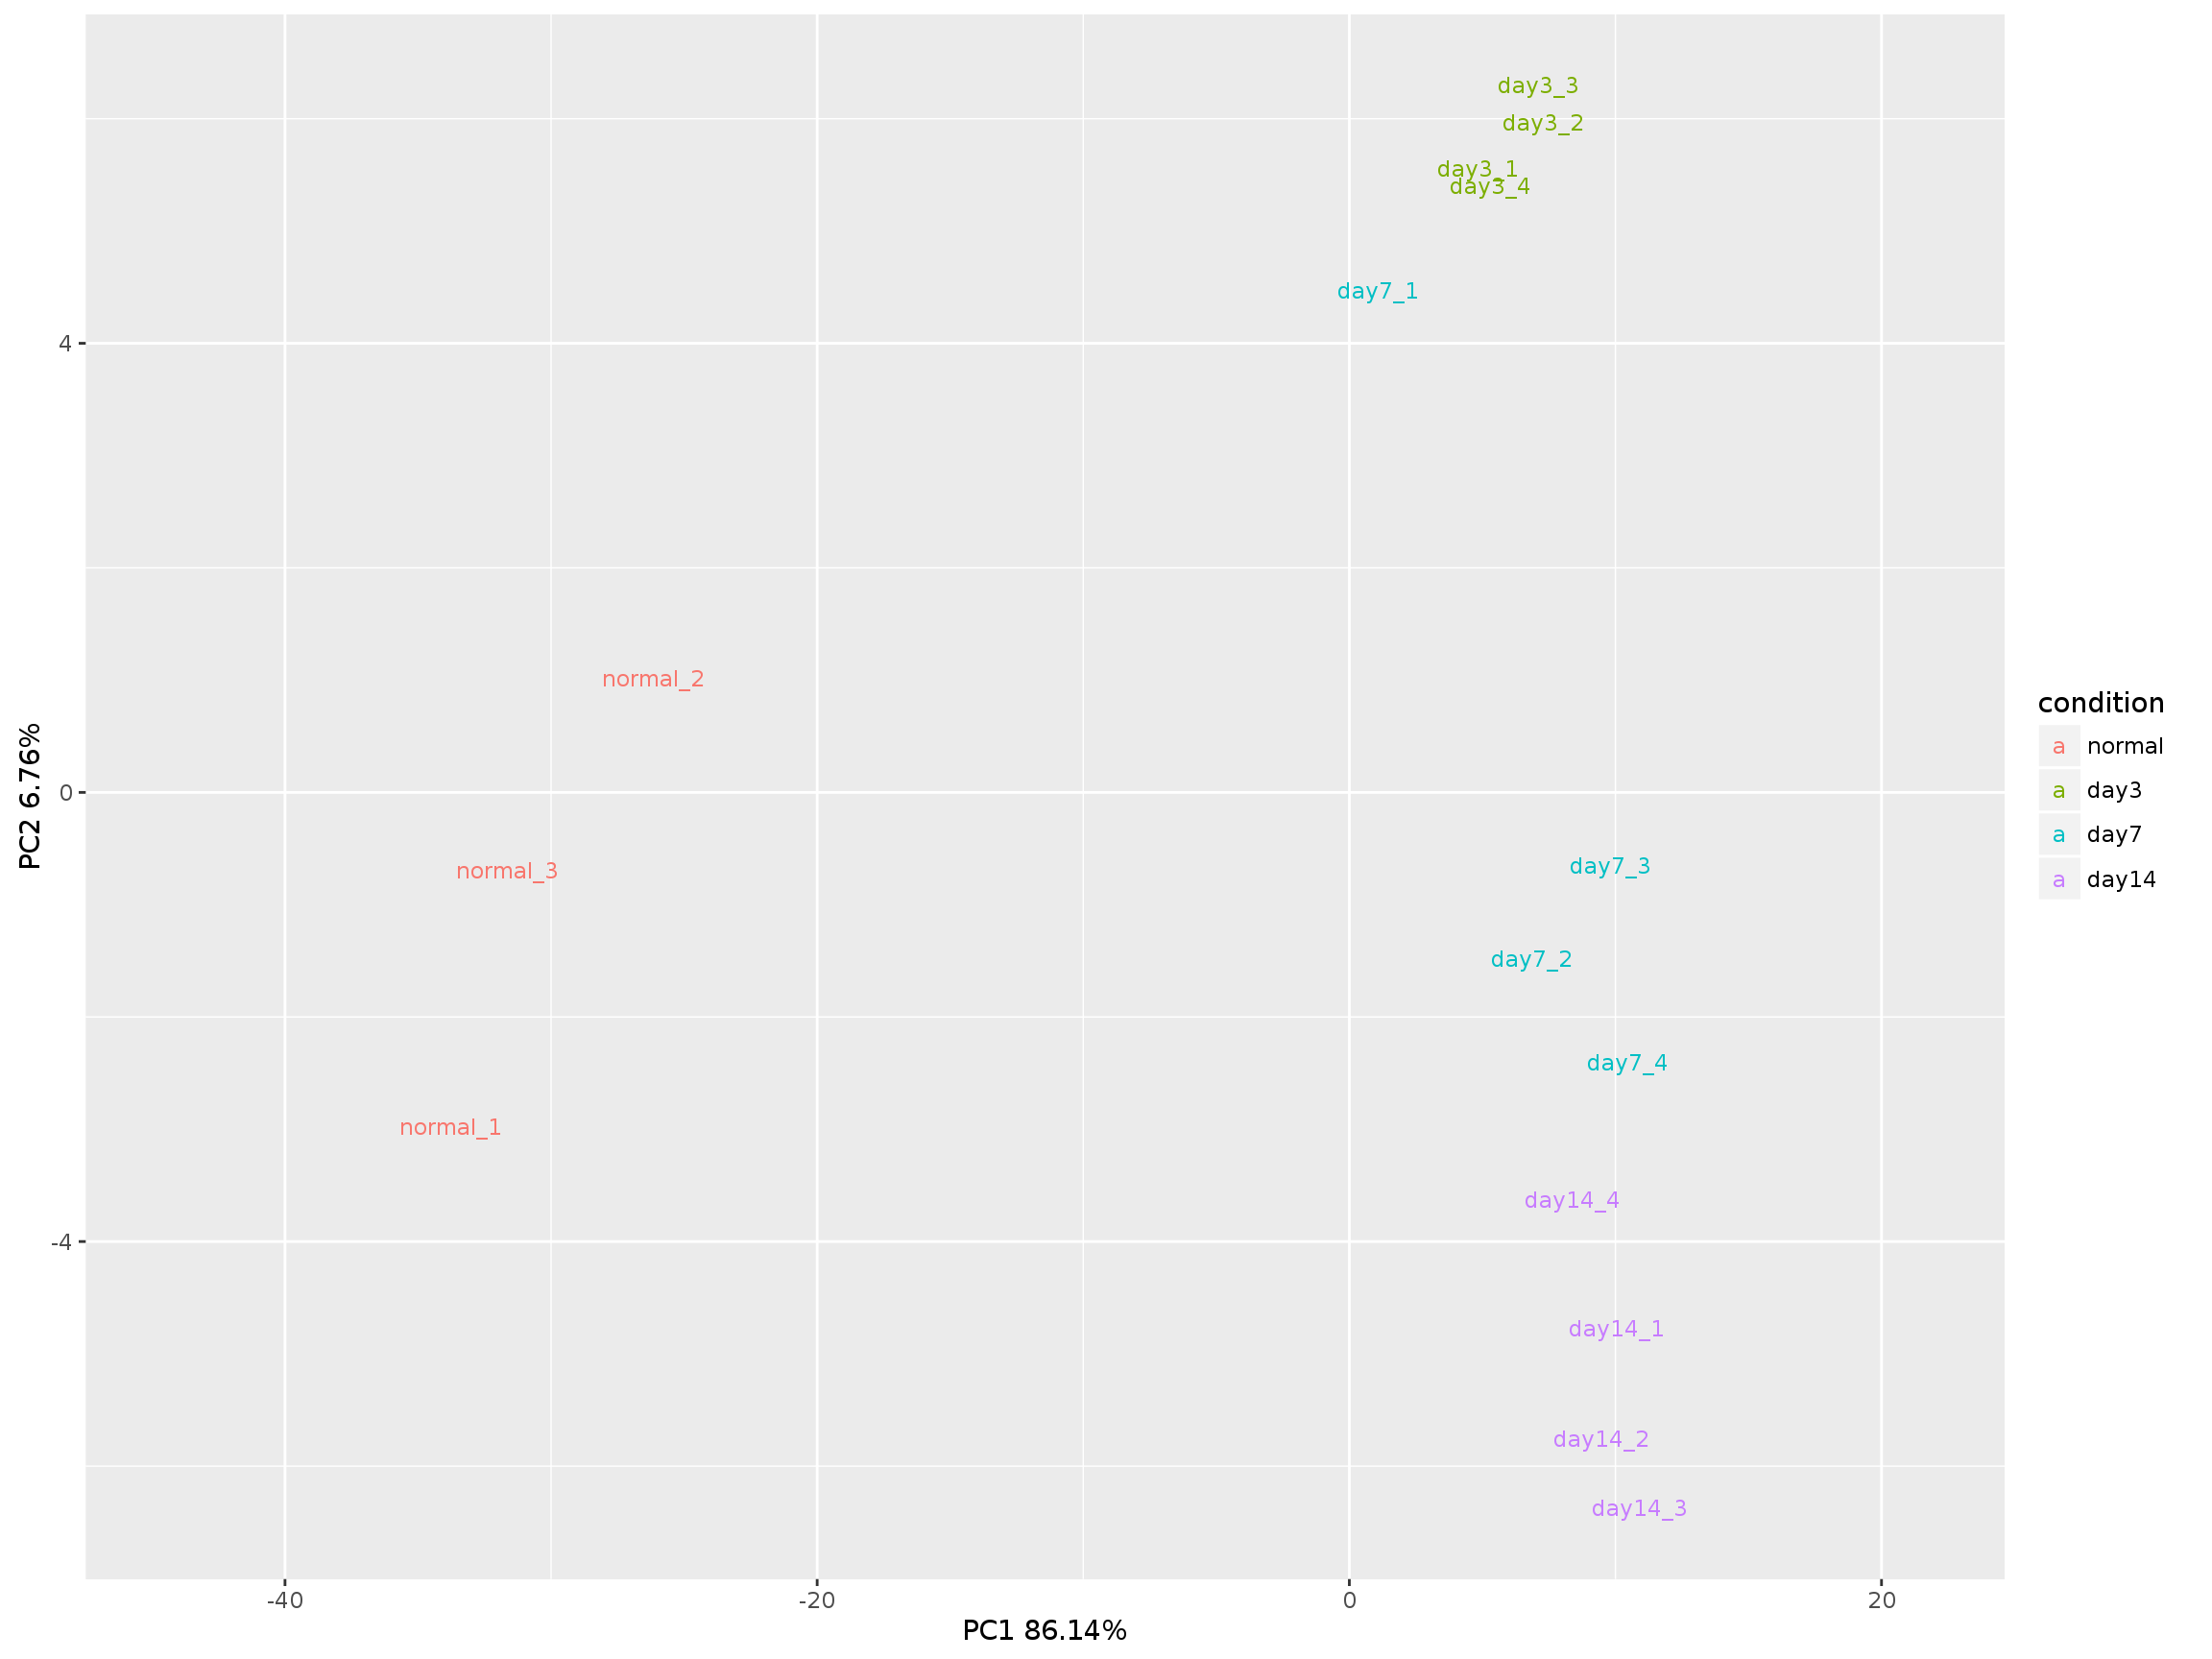 day3_3
day3_2
day3_1
day3_4
day7_1
4
normal_2
condition
a normal
a day3
a day7
a day14
PC2 6.76%
0
normal_3
day7_3
day7_2
day7_4
normal_1
day14_4
-4
day14_1
day14_2
day14_3
-40 -20 0 20
PC1 86.14%